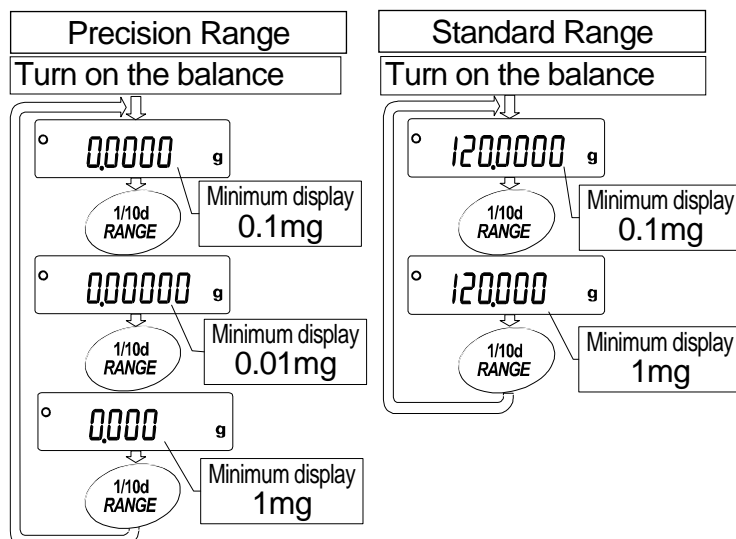 Precision Range
Turn on the balance
0.0000 g
1/10d
RANGE
Minimum display
0.1mg
0.00000 g
1/10d
RANGE
Minimum display
0.01mg
0.000 g
1/10d
RANGE
Minimum display
1mg
Standard Range
Turn on the balance
120.0000 g
1/10d
RANGE
Minimum display
0.1mg
120.000 g
1/10d
RANGE
Minimum display
1mg